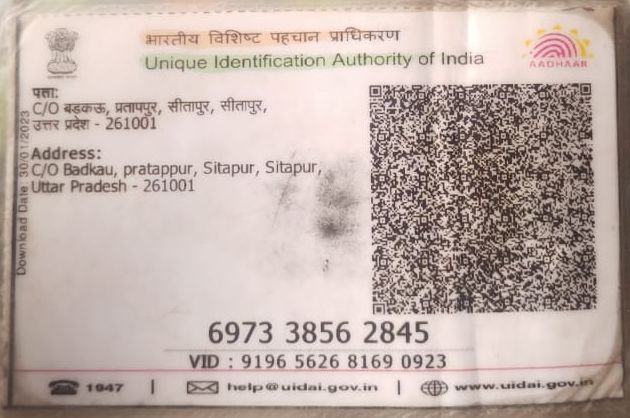 भारतीय विशिष्ट पहचान प्राधिकरण
Unique Identification Authority of India
AADHAAR
पता:
C/O बड़कऊ, प्रतापपुर, सीतापुर, सीतापुर,
उत्तर प्रदेश - 261001
Download Date: 30/01/2023
Address:
C/O Badkau, pratappur, Sitapur, Sitapur,
Uttar Pradesh - 261001
6973 3856 2845
VID : 9196 5626 8169 0923
1947 | help@uidai.gov.in | www.uidai.gov.in